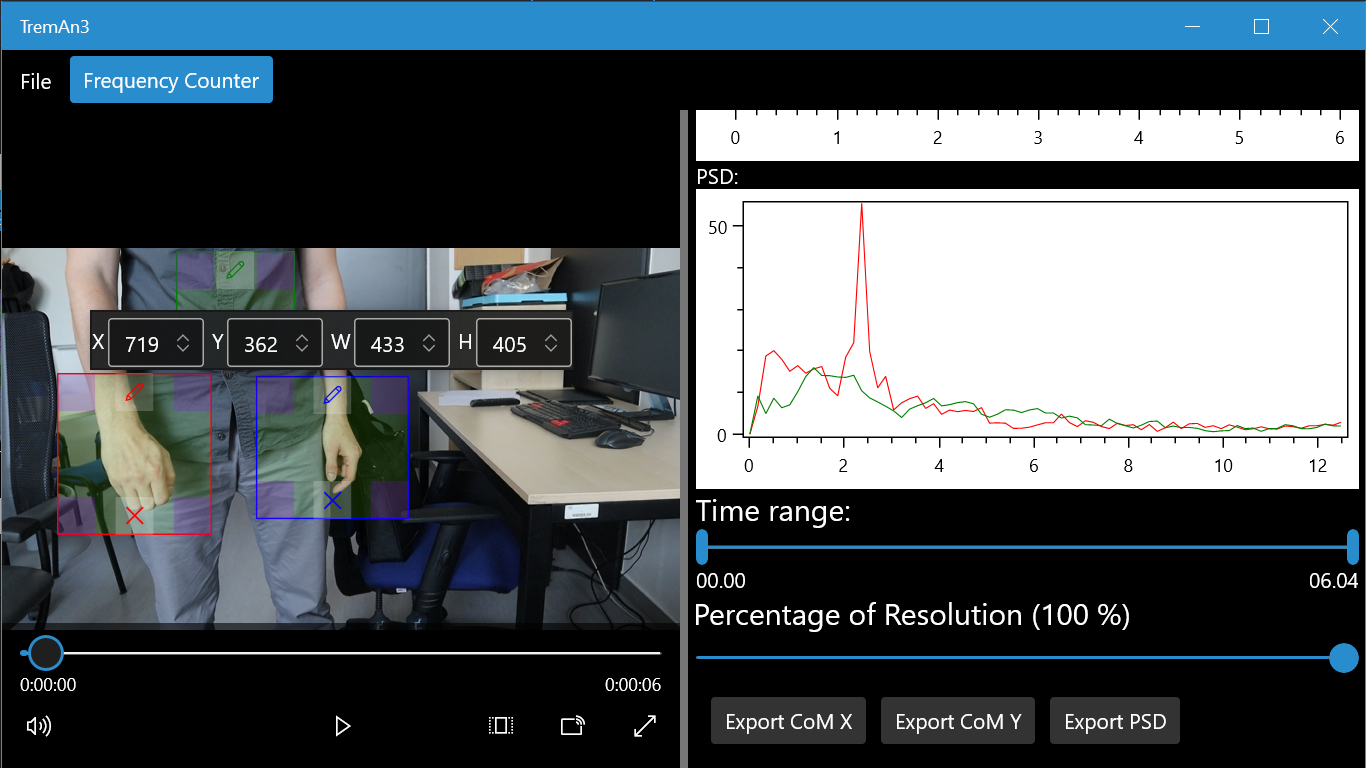 TremAn3
File Frequency Counter
0 1 2 3 4 5 6
PSD:
50
0
0 2 4 6 8 10 12
X 719 Y 362 W 433 H 405
Time range:
00.00 06.04
Percentage of Resolution (100 %)
0:00:00 0:00:06
Export CoM X Export CoM Y Export PSD